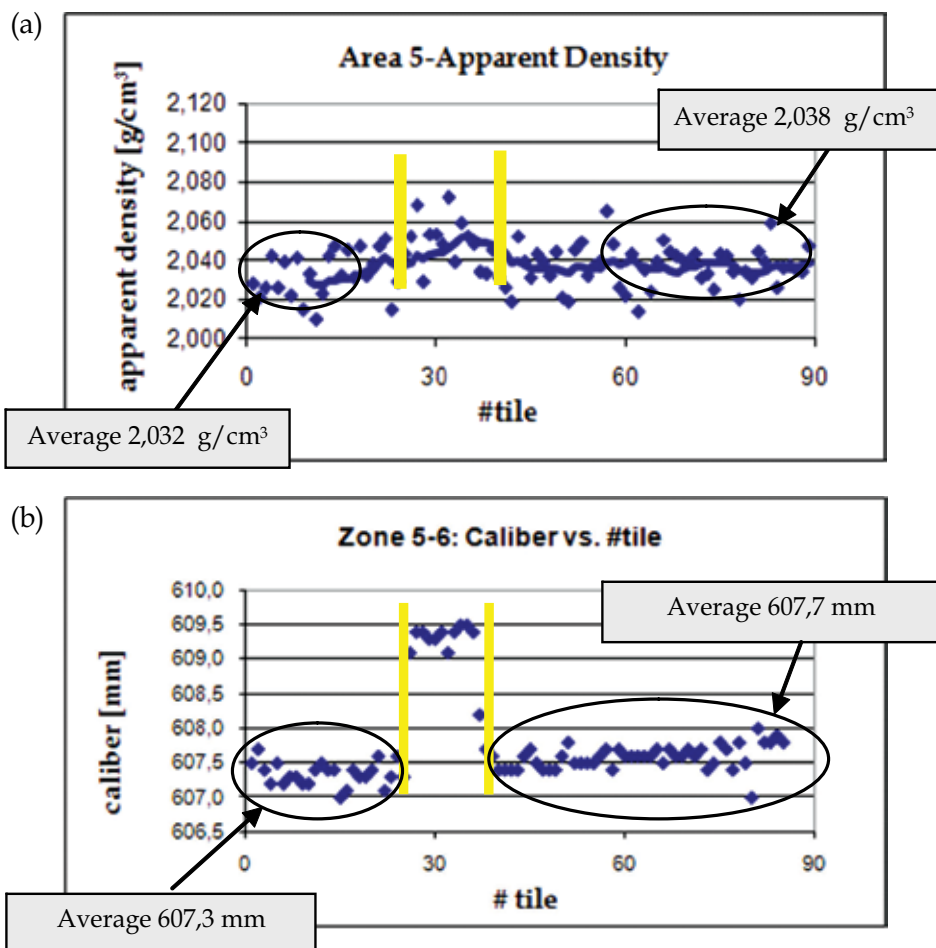 (a)
Area 5-Apparent Density
apparent density [g/cm³]
2,120
2,100
2,080
2,060
2,040
2,020
2,000
0 30 60 90
#tile
Average 2,038 g/cm³
Average 2,032 g/cm³
(b)
Zone 5-6: Caliber vs. #tile
caliber [mm]
610,0
609,5
609,0
608,5
608,0
607,5
607,0
606,5
0 30 60 90
# tile
Average 607,7 mm
Average 607,3 mm